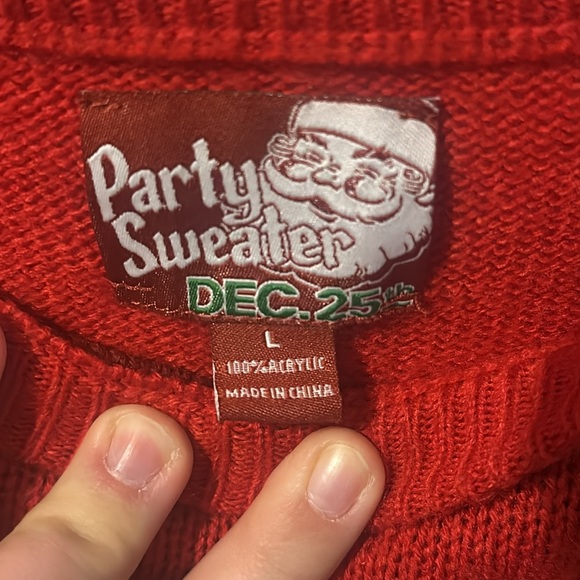 Party
Sweater
DEC. 25th
L
100% ACRYLIC
MADE IN CHINA